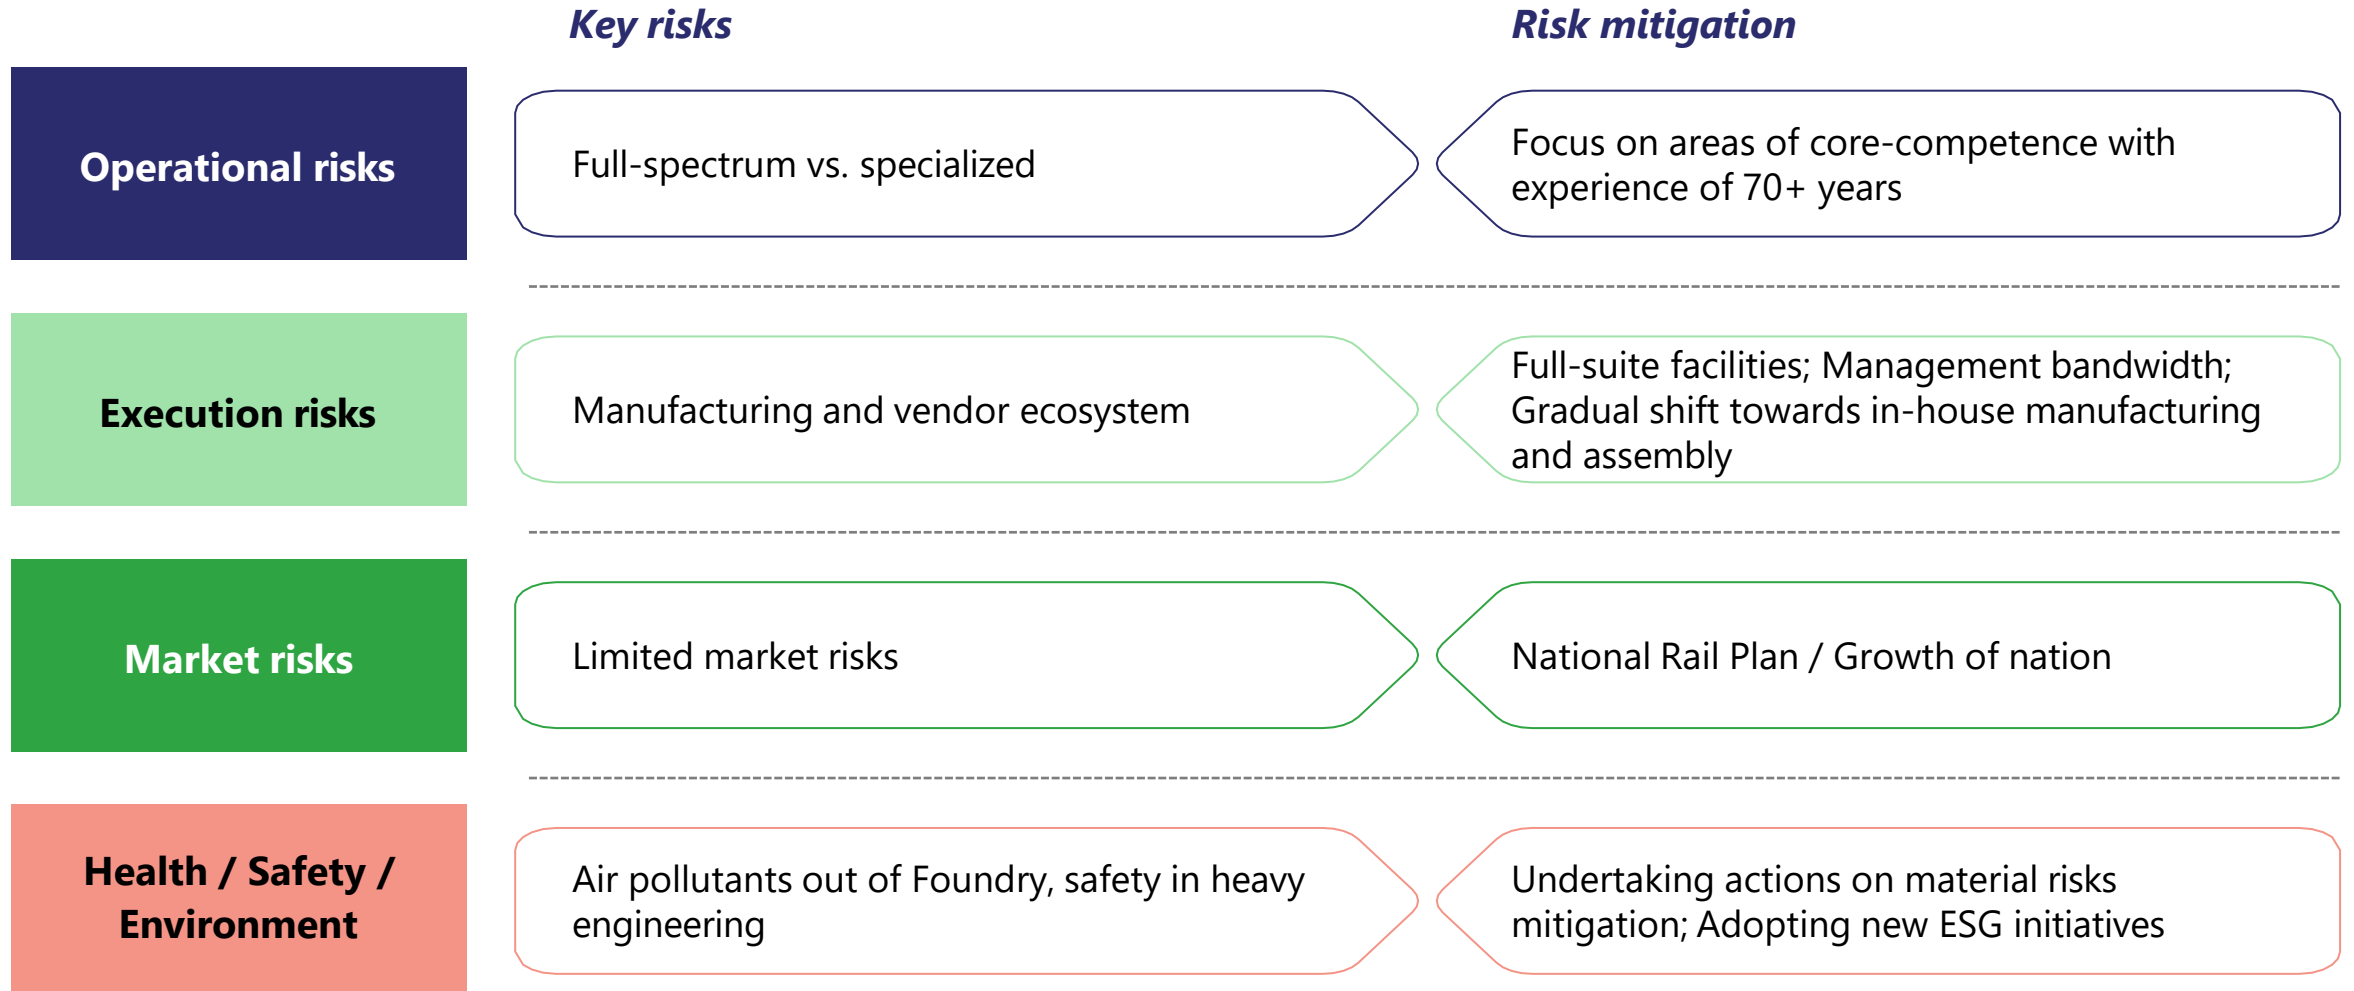 Key risks
Risk mitigation
Operational risks
Full-spectrum vs. specialized
Focus on areas of core-competence with
experience of 70+ years
Execution risks
Manufacturing and vendor ecosystem
Full-suite facilities; Management bandwidth;
Gradual shift towards in-house manufacturing
and assembly
Market risks
Limited market risks
National Rail Plan / Growth of nation
Health / Safety /
Environment
Air pollutants out of Foundry, safety in heavy
engineering
Undertaking actions on material risks
mitigation; Adopting new ESG initiatives